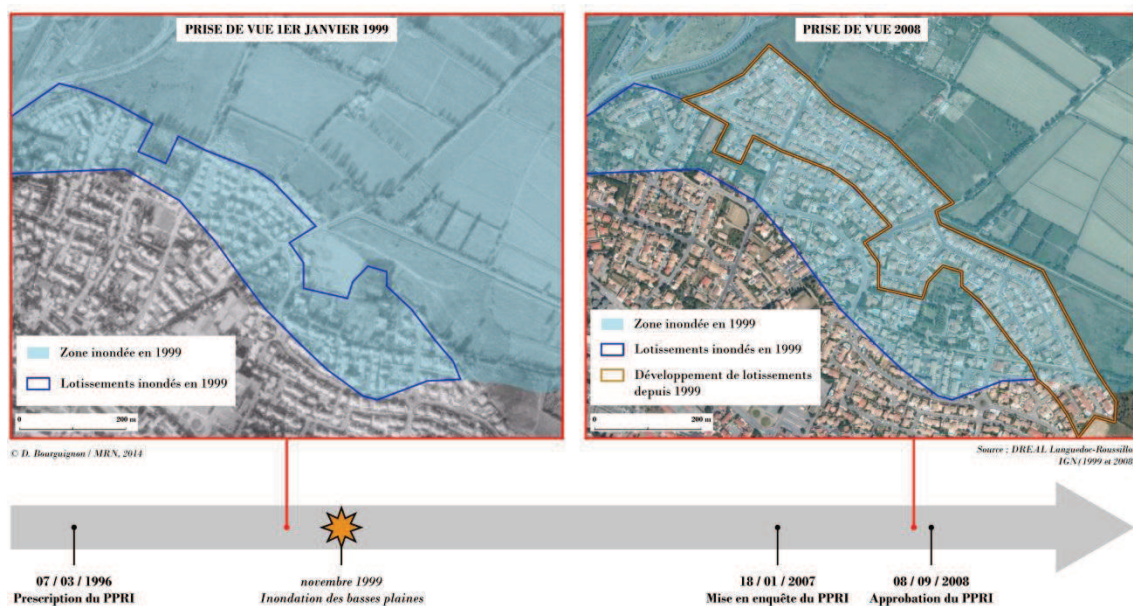 PRISE DE VUE 1ER JANVIER 1999
Zone inondée en 1999
Lotissements inondés en 1999
0 200 m
PRISE DE VUE 2008
Zone inondée en 1999
Lotissements inondés en 1999
Développement de lotissements
depuis 1999
0 200 m
© D. Bourguignon / MRN, 2014
Source : DREAL Languedoc-Roussillo
IGN (1999 et 2008
07 / 03 / 1996
Prescription du PPRI
novembre 1999
Inondation des basses plaines
18 / 01 / 2007
Mise en enquête du PPRI
08 / 09 / 2008
Approbation du PPRI